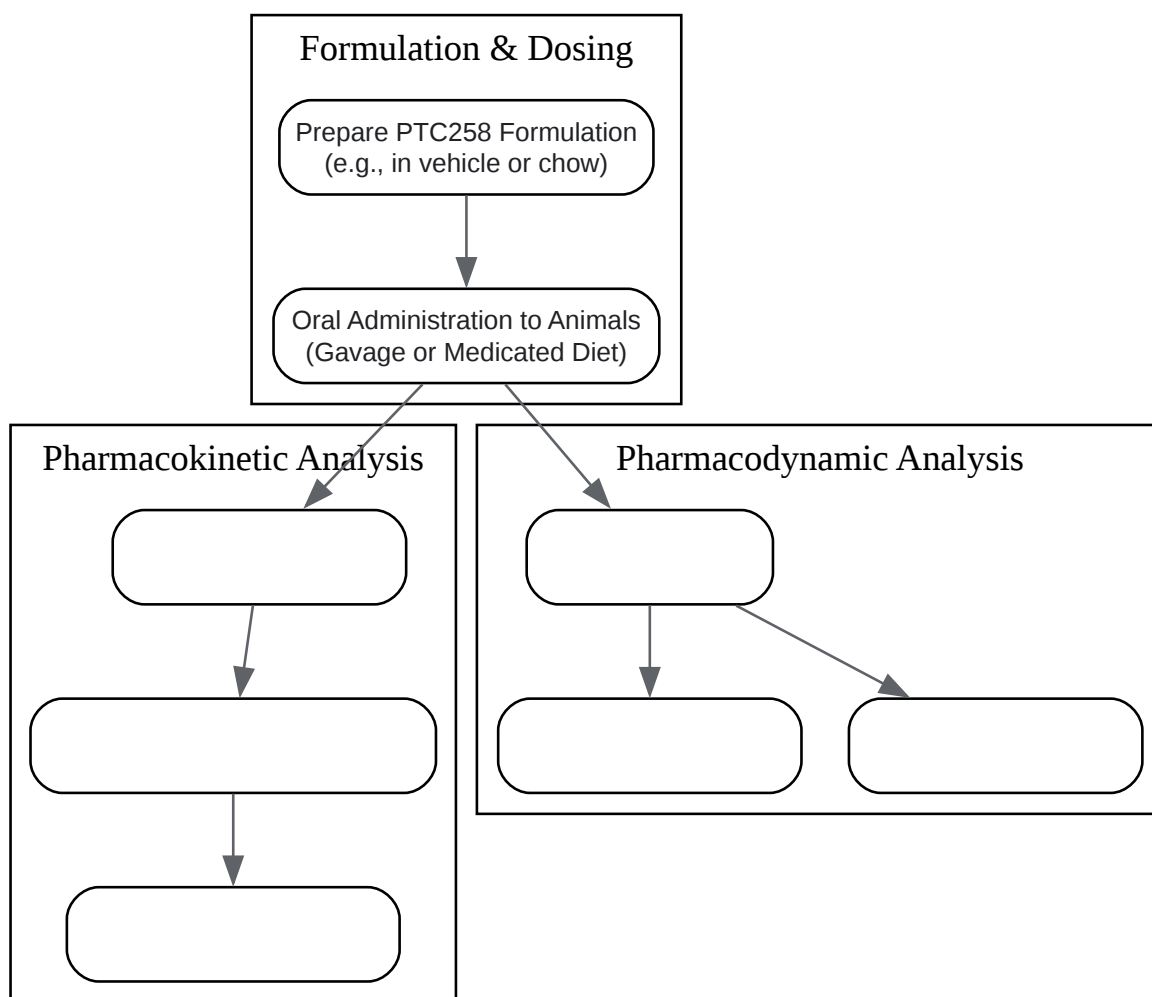 Formulation & Dosing
Prepare PTC258 Formulation
(e.g., in vehicle or chow)
Oral Administration to Animals
(Gavage or Medicated Diet)
Pharmacokinetic Analysis
Pharmacodynamic Analysis